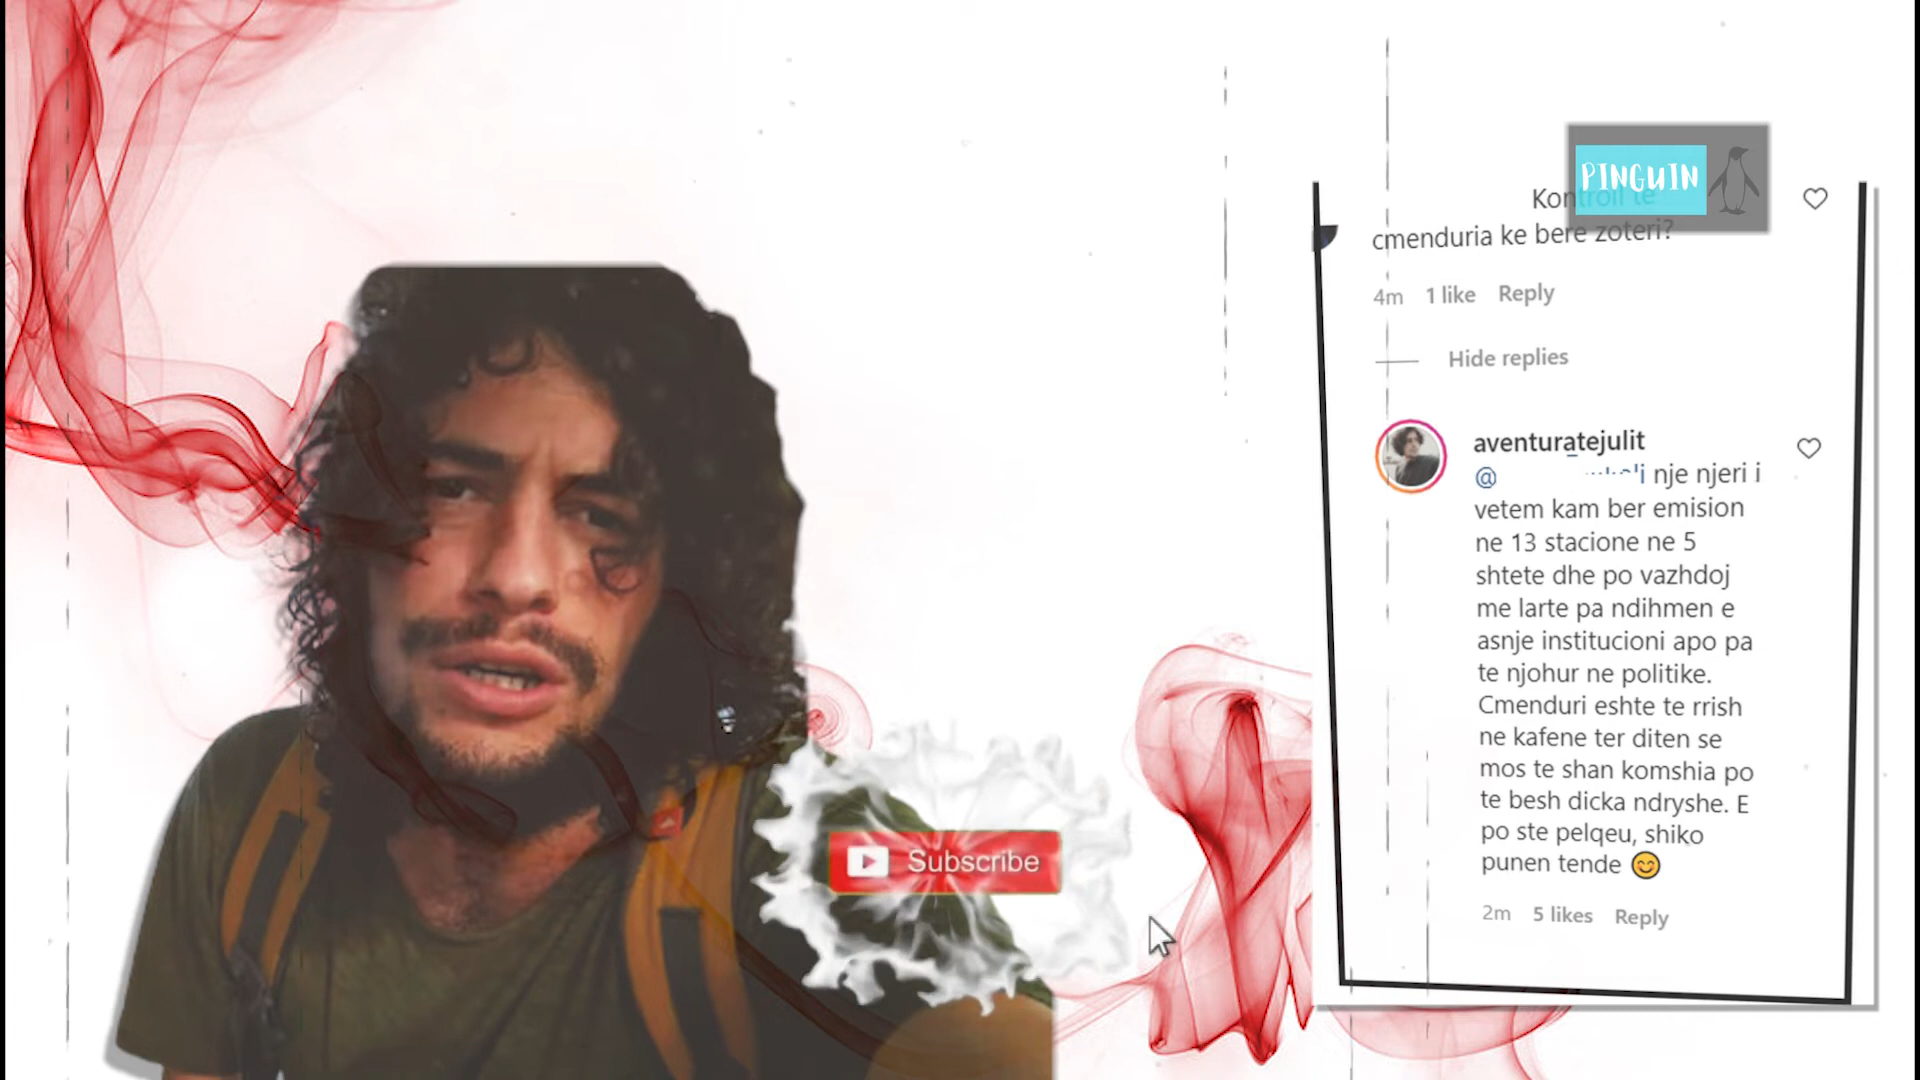 PINGUIN
Kontroll te
cmenduria ke bere zoteri?
4m 1 like Reply
Hide replies
aventuratejulit
@ nje njeri i
vetem kam ber emision
ne 13 stacione ne 5
shtete dhe po vazhdoj
me larte pa ndihmen e
asnje institucioni apo pa
te njohur ne politike.
Cmenduri eshte te rrish
ne kafene ter diten se
mos te shan komshia po
te besh dicka ndryshe. E
po ste pelqeu, shiko
punen tende 😊
2m 5 likes Reply
Subscribe